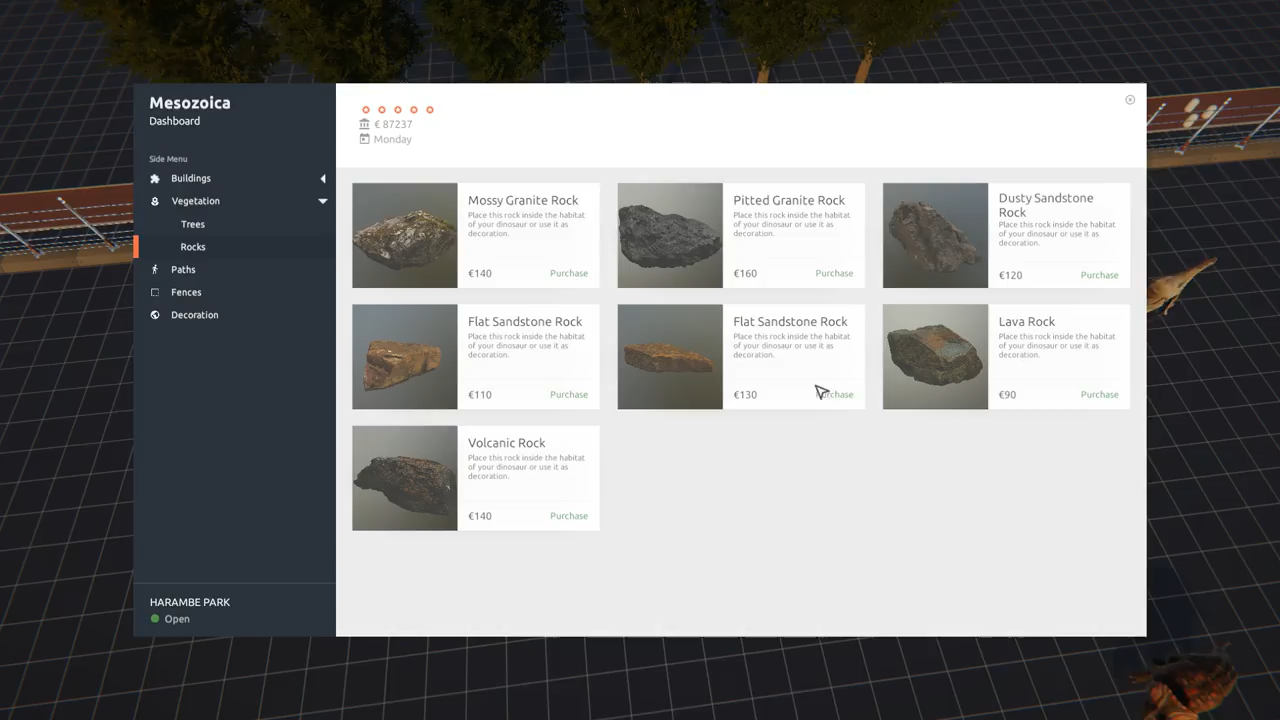 Mesozoica
Dashboard
Side Menu
Buildings
Vegetation
Trees
Rocks
Paths
Fences
Decoration
HARAMBE PARK
Open
€ 87237
Monday
Mossy Granite Rock
Place this rock inside the habitat
of your dinosaur or use it as
decoration.
€140 Purchase
Pitted Granite Rock
Place this rock inside the habitat
of your dinosaur or use it as
decoration.
€160 Purchase
Dusty Sandstone
Rock
Place this rock inside the habitat
of your dinosaur or use it as
decoration.
€120 Purchase
Flat Sandstone Rock
Place this rock inside the habitat
of your dinosaur or use it as
decoration.
€110 Purchase
Flat Sandstone Rock
Place this rock inside the habitat
of your dinosaur or use it as
decoration.
€130 Purchase
Lava Rock
Place this rock inside the habitat
of your dinosaur or use it as
decoration.
€90 Purchase
Volcanic Rock
Place this rock inside the habitat
of your dinosaur or use it as
decoration.
€140 Purchase